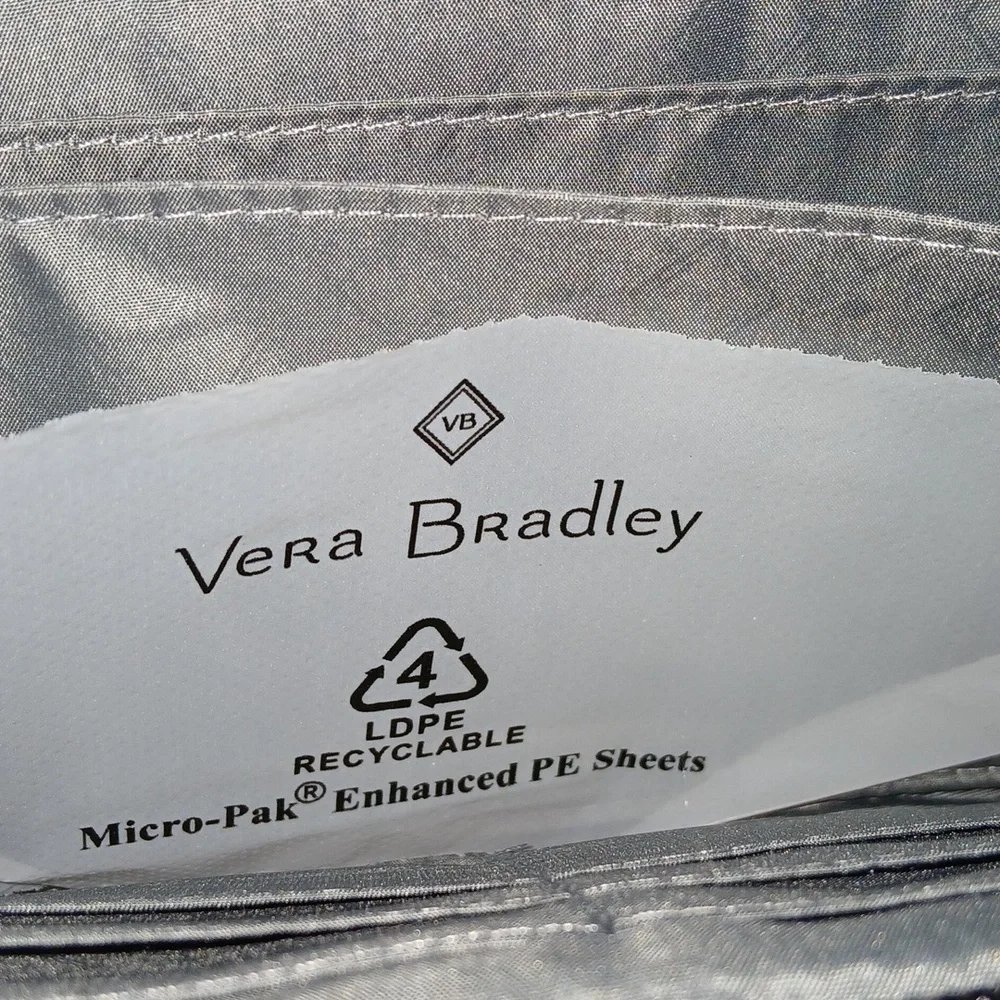 VB
Vera Bradley
4
LDPE
RECYCLABLE
Micro-Pak® Enhanced PE Sheets